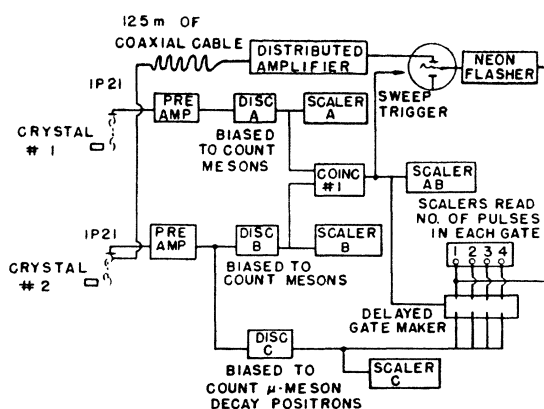 125 m OF
COAXIAL CABLE
DISTRIBUTED
AMPLIFIER
NEON
FLASHER
SWEEP
TRIGGER
1P21
PRE
AMP
DISC
A
SCALER
A
CRYSTAL
# 1
BIASED
TO COUNT
MESONS
COINC
#1
SCALER
AB
SCALERS READ
NO. OF PULSES
IN EACH GATE
1 2 3 4
1P21
PRE
AMP
DISC
B
SCALER
B
CRYSTAL
# 2
BIASED TO
COUNT MESONS
DELAYED
GATE MAKER
DISC
C
BIASED TO
COUNT μ-MESON
DECAY POSITRONS
SCALER
C